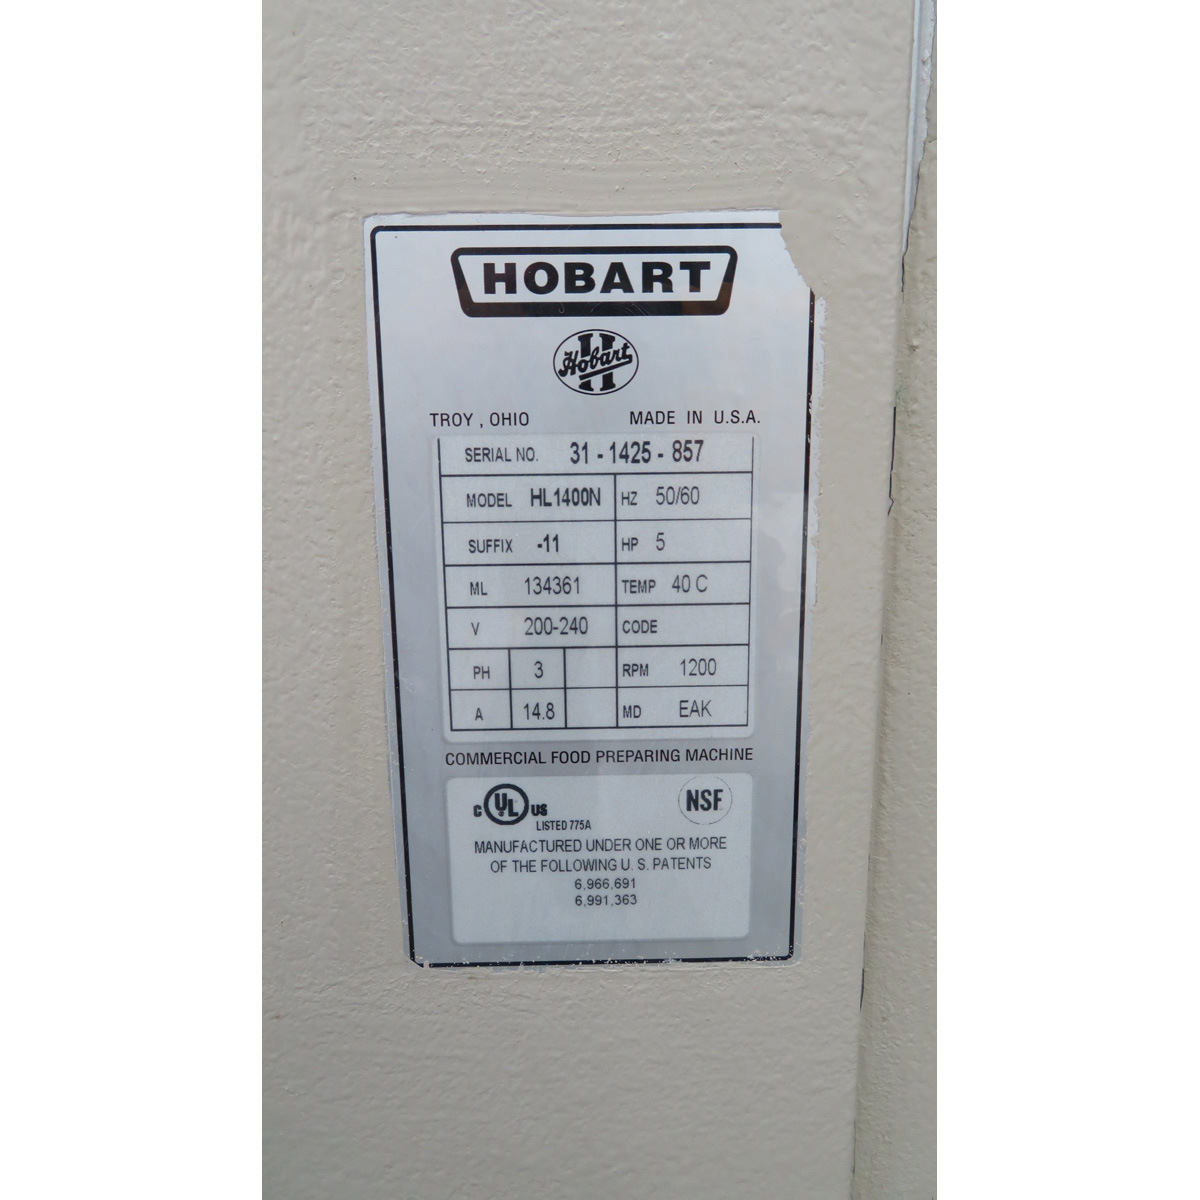 HOBART
Hobart
TROY, OHIO MADE IN U.S.A.
SERIAL NO. 31 - 1425 - 857
MODEL HL1400N HZ 50/60
SUFFIX -11 HP 5
ML 134361 TEMP 40 C
V 200-240 CODE
PH 3 RPM 1200
A 14.8 MD EAK
COMMERCIAL FOOD PREPARING MACHINE
C UL US NSF
LISTED 775A
MANUFACTURED UNDER ONE OR MORE
OF THE FOLLOWING U. S. PATENTS
6,966,691
6,991,363